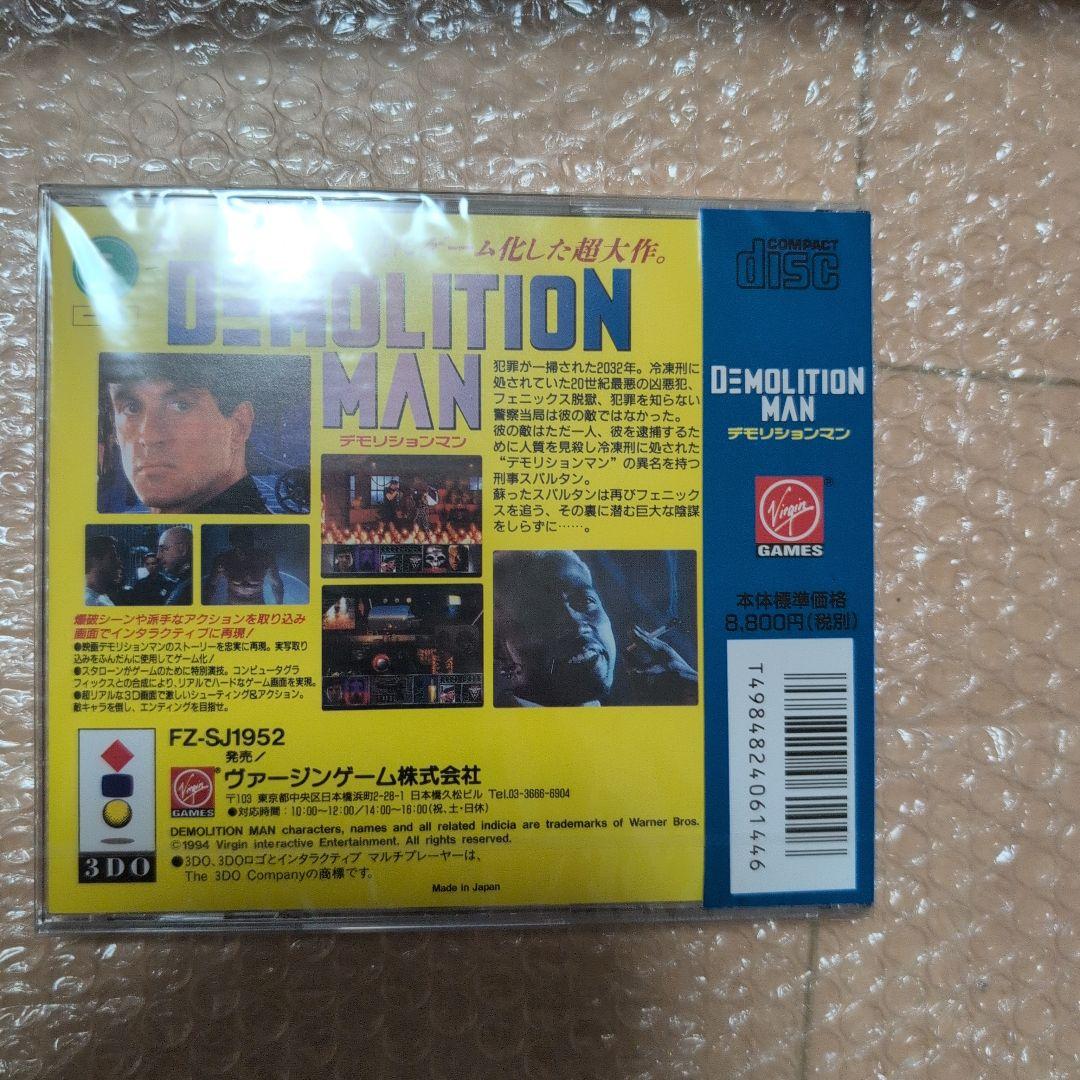 ゲーム化した超大作。
DEMOLITION
MAN
デモリションマン
犯罪が一掃された2032年。冷凍刑に
処されていた20世紀最悪の凶悪犯、
フェニックス脱獄、犯罪を知らない
警察当局は彼の敵ではなかった。
彼の敵はただ一人、彼を逮捕するた
めに人質を見殺し冷凍刑に処された
“デモリションマン”の異名を持つ
刑事スパルタン。
蘇ったスパルタンは再びフェニック
スを追う、その裏に潜む巨大な陰謀
をしらずに……。
爆破シーンや派手なアクションを取り込み
画面でインタラクティブに再現!
●映画デモリションマンのストーリーを忠実に再現。実写取り
込みをふんだんに使用してゲーム化!
●スタローンがゲームのために特別演技。コンピュータグラ
フィックスとの合成により、リアルでハードなゲーム画面を実現。
●超リアルな3D画面で激しいシューティング&アクション。
敵キャラを倒し、エンディングを目指せ。
3DO
FZ-SJ1952
発売/
Virgin
GAMES
®
ヴァージンゲーム株式会社
〒103 東京都中央区日本橋浜町2-28-1 日本橋久松ビル Tel.03-3666-6904
●対応時間:10:00~12:00/14:00~16:00(祝、土・日休)
DEMOLITION MAN characters, names and all related indicia are trademarks of Warner Bros.
©1994 Virgin interactive Entertainment. All rights reserved.
●3DO、3DOロゴとインタラクティブ マルチプレーヤーは、
The 3DO Companyの商標です。
Made in Japan
COMPACT
disc
DEMOLITION
MAN
デモリションマン
Virgin
GAMES
®
本体標準価格
8,800円(税別)
T4984824061446